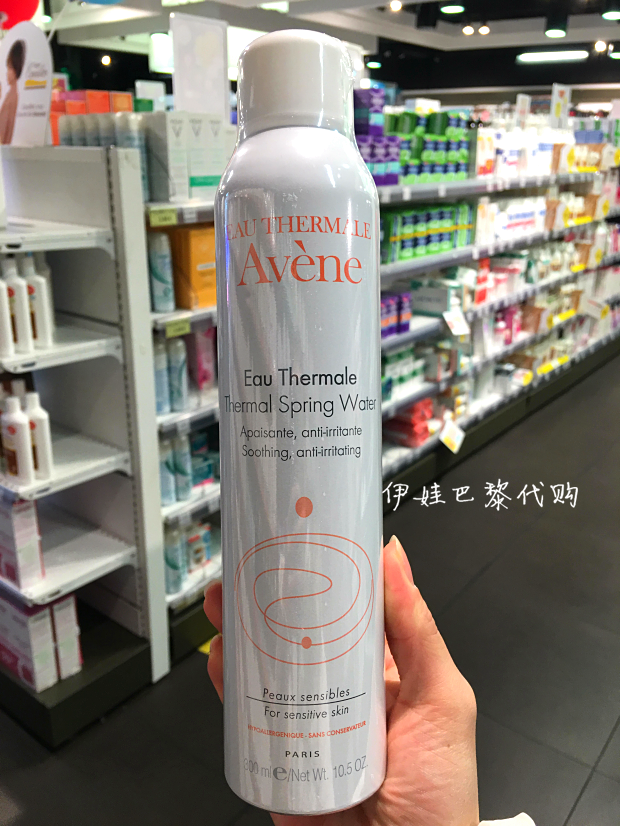 EAU THERMALE
Avène
Eau Thermale
Thermal Spring Water
Apaisante, anti-irritante
Soothing, anti-irritating
伊娃巴黎代购
Peaux sensibles
For sensitive skin
HYPOALLERGENIQUE - SANS CONSERVATEUR
PARIS
300 ml e/Net Wt. 10.5 OZ.